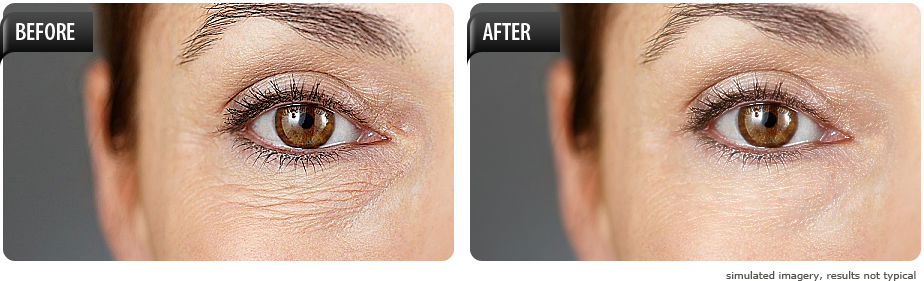 BEFORE
AFTER
simulated imagery, results not typical